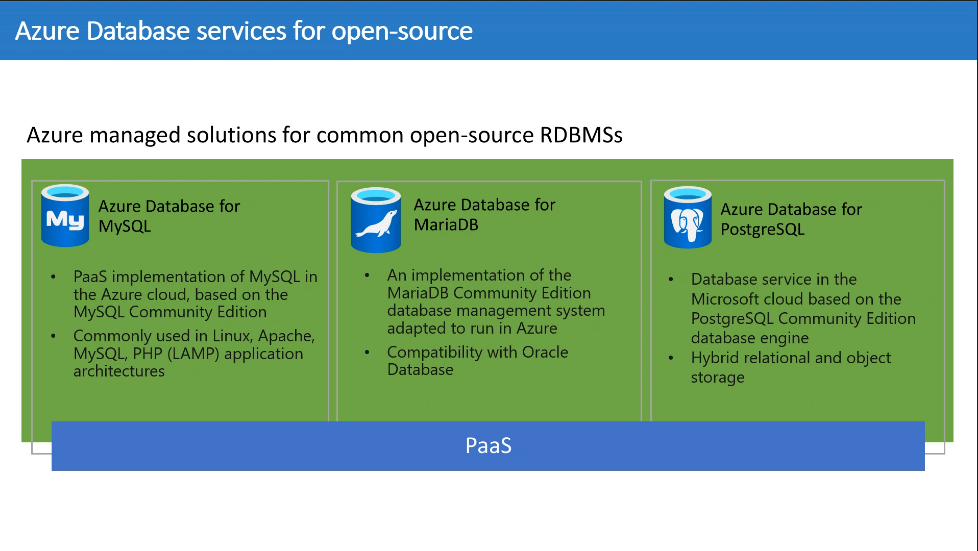 Azure Database services for open-source
Azure managed solutions for common open-source RDBMSs
My
Azure Database for
MySQL
• PaaS implementation of MySQL in
the Azure cloud, based on the
MySQL Community Edition
• Commonly used in Linux, Apache,
MySQL, PHP (LAMP) application
architectures
Azure Database for
MariaDB
• An implementation of the
MariaDB Community Edition
database management system
adapted to run in Azure
• Compatibility with Oracle
Database
Azure Database for
PostgreSQL
• Database service in the
Microsoft cloud based on the
PostgreSQL Community Edition
database engine
• Hybrid relational and object
storage
PaaS